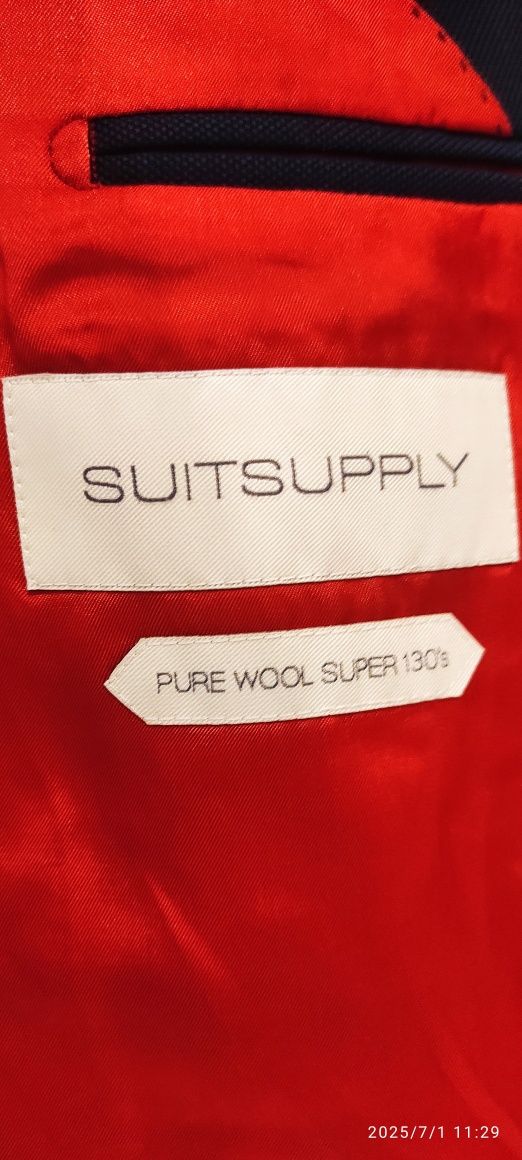 SUITSUPPLY
PURE WOOL SUPER 130's
2025/7/1 11:29